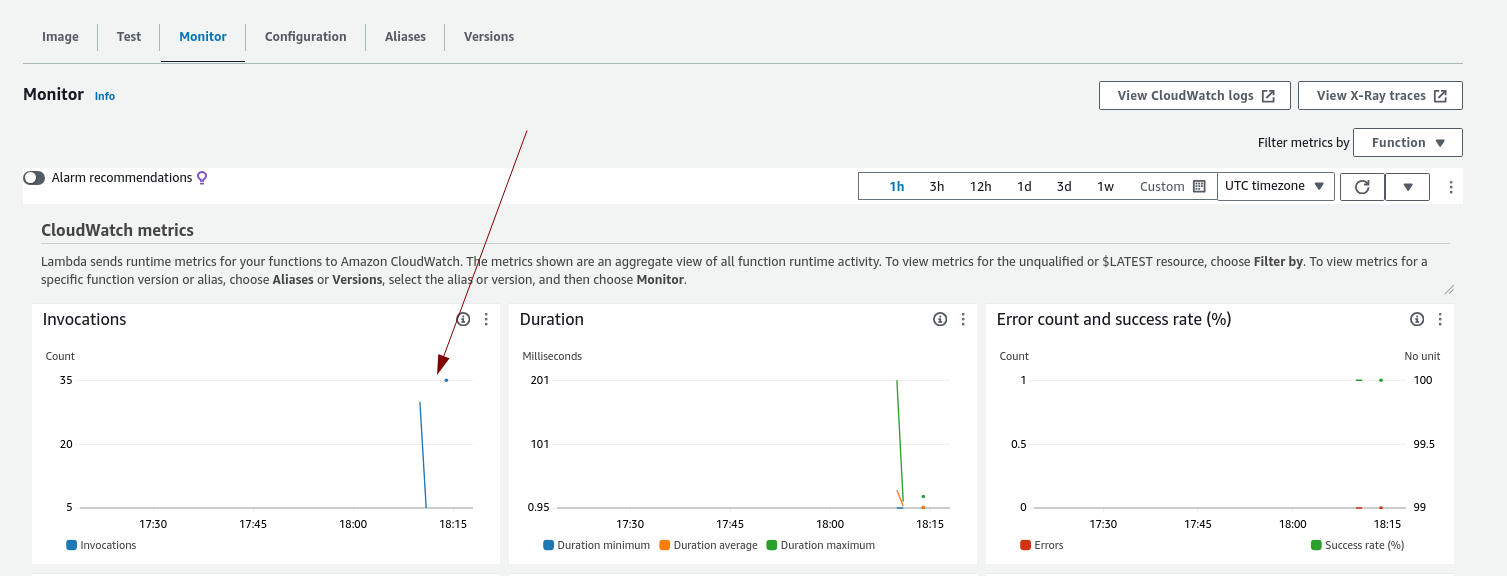 Image Test Monitor Configuration Aliases Versions
Monitor Info
View CloudWatch logs View X-Ray traces
Filter metrics by Function
Alarm recommendations
1h 3h 12h 1d 3d 1w Custom UTC timezone
CloudWatch metrics
Lambda sends runtime metrics for your functions to Amazon CloudWatch. The metrics shown are an aggregate view of all function runtime activity. To view metrics for the unqualified or $LATEST resource, choose Filter by. To view metrics for a
specific function version or alias, choose Aliases or Versions, select the alias or version, and then choose Monitor.
Invocations
Count
35
20
5
17:30 17:45 18:00 18:15
Invocations
Duration
Milliseconds
201
101
0.95
17:30 17:45 18:00 18:15
Duration minimum Duration average Duration maximum
Error count and success rate (%)
Count No unit
1 100
0.5 99.5
0 99
17:30 17:45 18:00 18:15
Errors Success rate (%)